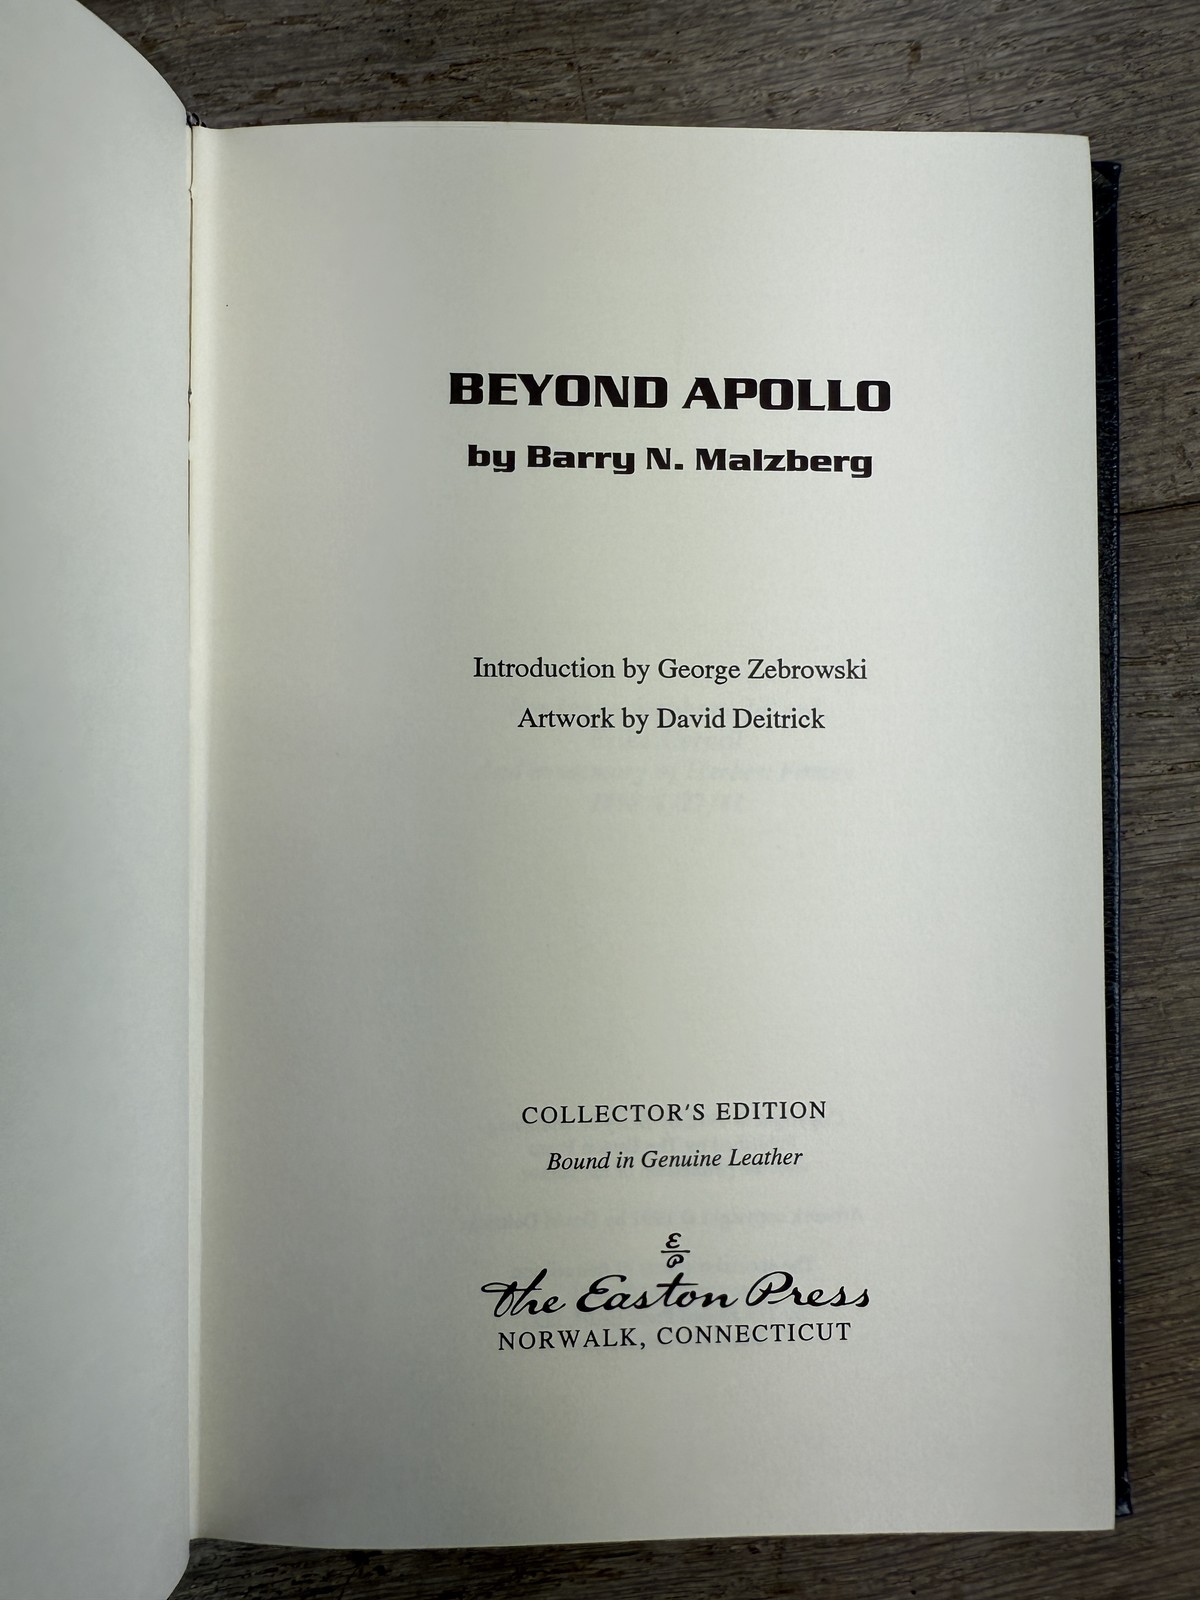 BEYOND APOLLO
by Barry N. Malzberg
Introduction by George Zebrowski
Artwork by David Deitrick
COLLECTOR'S EDITION
Bound in Genuine Leather
EP
The Easton Press
NORWALK, CONNECTICUT